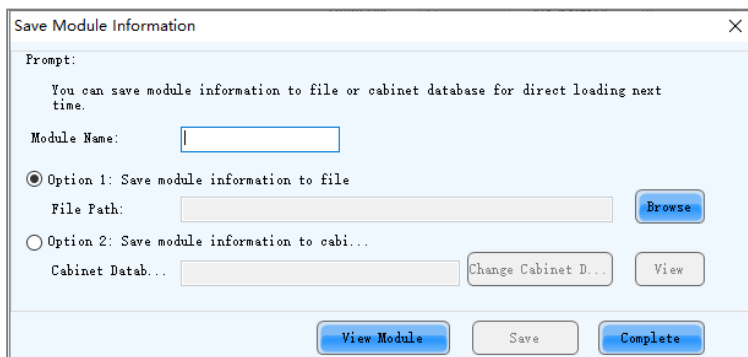 Save Module Information
Prompt:
You can save module information to file or cabinet database for direct loading next
time.
Module Name:
Option 1: Save module information to file
File Path:
Browse
Option 2: Save module information to cabi...
Cabinet Datab...
Change Cabinet D...
View
View Module
Save
Complete